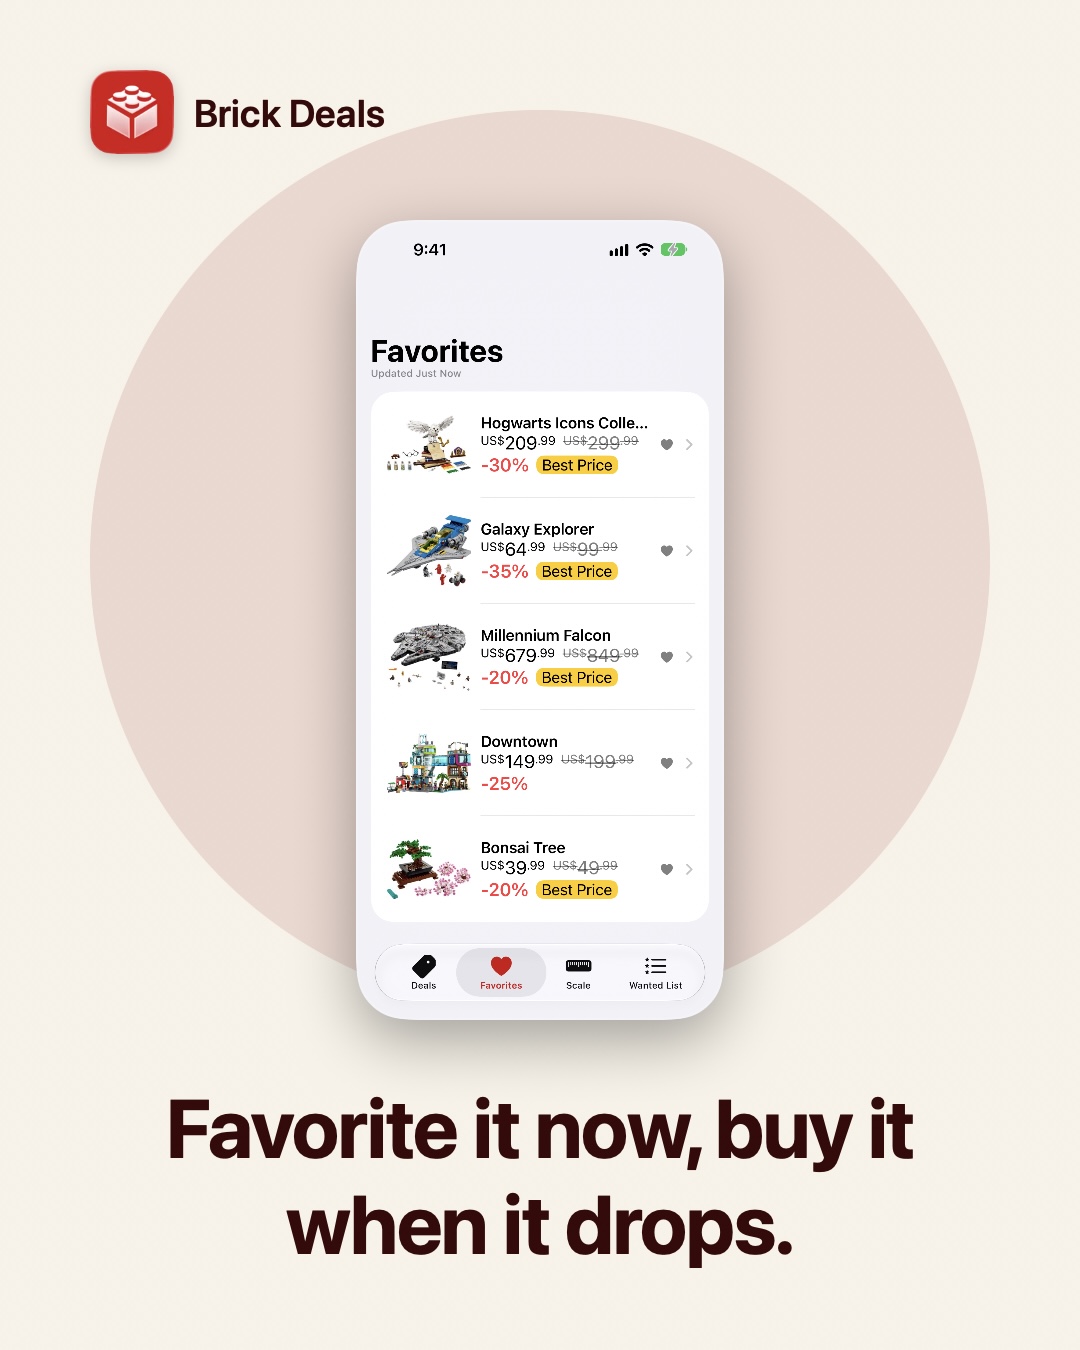 Brick Deals
9:41
Favorites
Updated Just Now
Hogwarts Icons Colle...
US$209.99 US$299.99
-30% Best Price
Galaxy Explorer
US$64.99 US$99.99
-35% Best Price
Millennium Falcon
US$679.99 US$849.99
-20% Best Price
Downtown
US$149.99 US$199.99
-25%
Bonsai Tree
US$39.99 US$49.99
-20% Best Price
Deals Favorites Scale Wanted List
Favorite it now, buy it
when it drops.